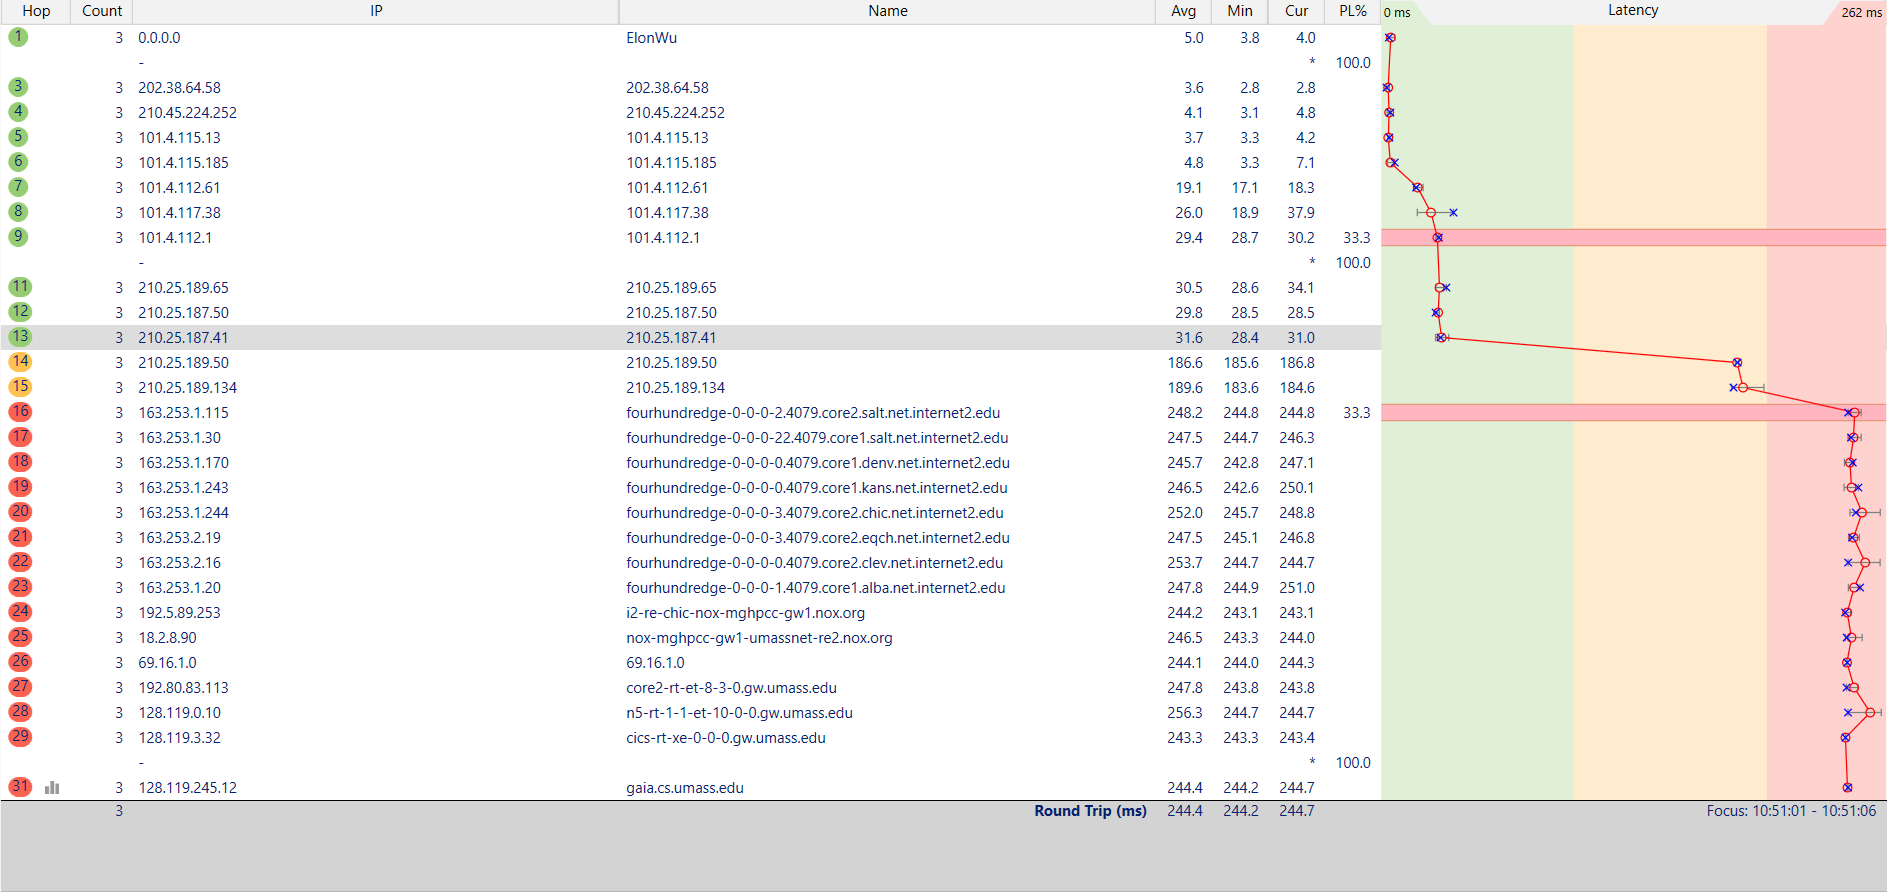 Hop Count IP Name Avg Min Cur PL% 0 ms Latency 262 ms
1 3 0.0.0.0 ElonWu 5.0 3.8 4.0
- * 100.0
3 3 202.38.64.58 202.38.64.58 3.6 2.8 2.8
4 3 210.45.224.252 210.45.224.252 4.1 3.1 4.8
5 3 101.4.115.13 101.4.115.13 3.7 3.3 4.2
6 3 101.4.115.185 101.4.115.185 4.8 3.3 7.1
7 3 101.4.112.61 101.4.112.61 19.1 17.1 18.3
8 3 101.4.117.38 101.4.117.38 26.0 18.9 37.9
9 3 101.4.112.1 101.4.112.1 29.4 28.7 30.2 33.3
- * 100.0
11 3 210.25.189.65 210.25.189.65 30.5 28.6 34.1
12 3 210.25.187.50 210.25.187.50 29.8 28.5 28.5
13 3 210.25.187.41 210.25.187.41 31.6 28.4 31.0
14 3 210.25.189.50 210.25.189.50 186.6 185.6 186.8
15 3 210.25.189.134 210.25.189.134 189.6 183.6 184.6
16 3 163.253.1.115 fourhundredge-0-0-0-2.4079.core2.salt.net.internet2.edu 248.2 244.8 244.8 33.3
17 3 163.253.1.30 fourhundredge-0-0-0-22.4079.core1.salt.net.internet2.edu 247.5 244.7 246.3
18 3 163.253.1.170 fourhundredge-0-0-0-0.4079.core1.denv.net.internet2.edu 245.7 242.8 247.1
19 3 163.253.1.243 fourhundredge-0-0-0-0.4079.core1.kans.net.internet2.edu 246.5 242.6 250.1
20 3 163.253.1.244 fourhundredge-0-0-0-3.4079.core2.chic.net.internet2.edu 252.0 245.7 248.8
21 3 163.253.2.19 fourhundredge-0-0-0-3.4079.core2.eqch.net.internet2.edu 247.5 245.1 246.8
22 3 163.253.2.16 fourhundredge-0-0-0-0.4079.core2.clev.net.internet2.edu 253.7 244.7 244.7
23 3 163.253.1.20 fourhundredge-0-0-0-1.4079.core1.alba.net.internet2.edu 247.8 244.9 251.0
24 3 192.5.89.253 i2-re-chic-nox-mghpcc-gw1.nox.org 244.2 243.1 243.1
25 3 18.2.8.90 nox-mghpcc-gw1-umassnet-re2.nox.org 246.5 243.3 244.0
26 3 69.16.1.0 69.16.1.0 244.1 244.0 244.3
27 3 192.80.83.113 core2-rt-et-8-3-0.gw.umass.edu 247.8 243.8 243.8
28 3 128.119.0.10 n5-rt-1-1-et-10-0-0.gw.umass.edu 256.3 244.7 244.7
29 3 128.119.3.32 cics-rt-xe-0-0-0.gw.umass.edu 243.3 243.3 243.4
- * 100.0
31 3 128.119.245.12 gaia.cs.umass.edu 244.4 244.2 244.7
3 Round Trip (ms) 244.4 244.2 244.7 Focus: 10:51:01 - 10:51:06